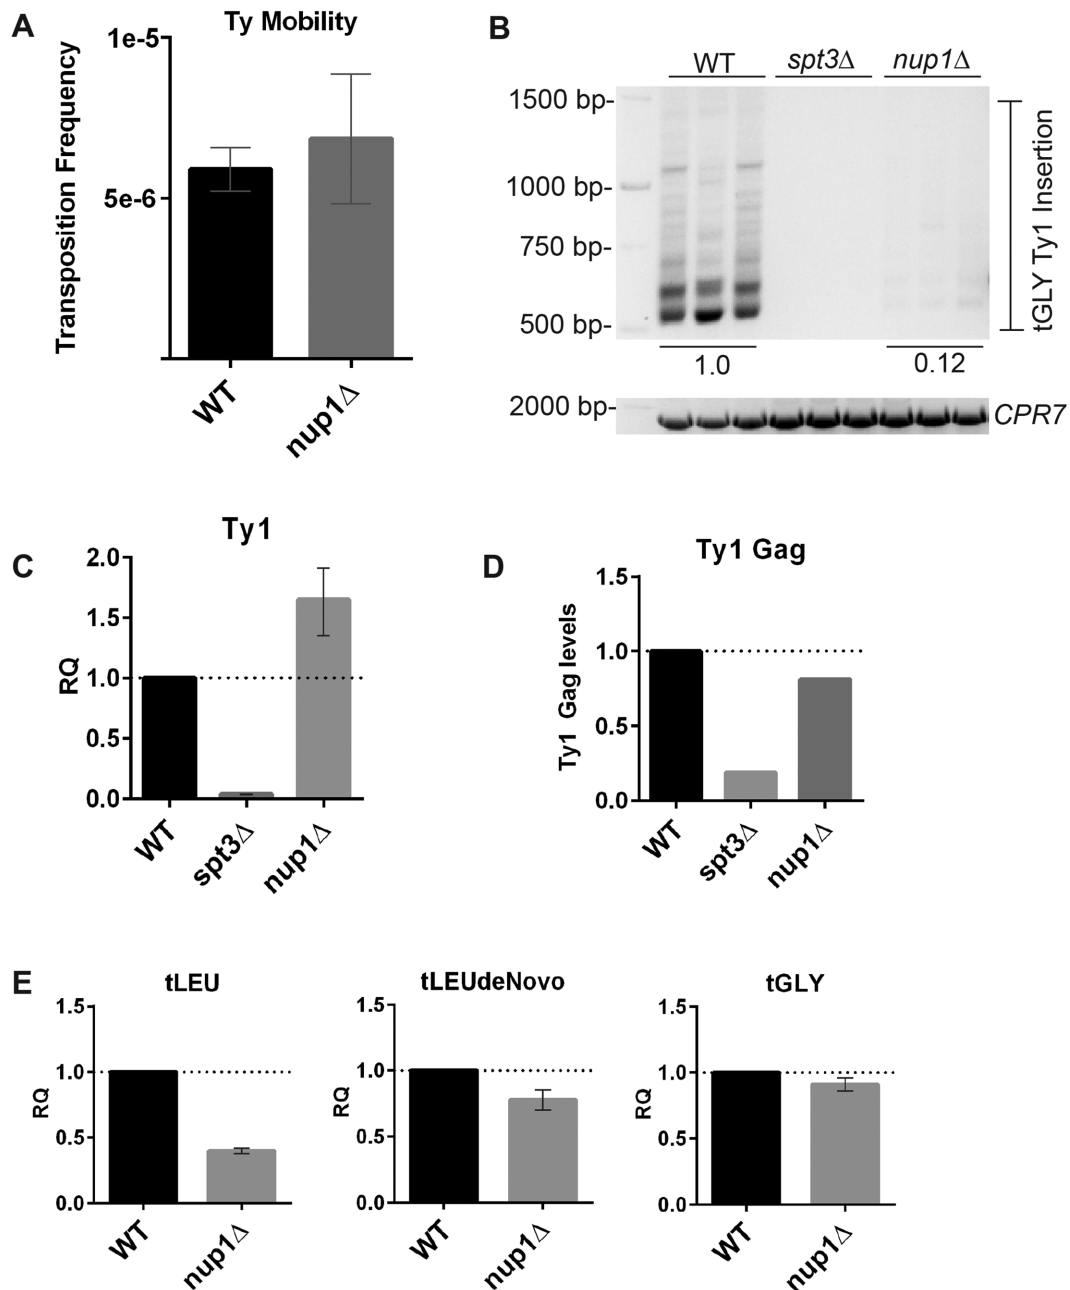 A
Ty Mobility
Transposition Frequency
1e-5
5e-6
WT
nup1Δ
B
WT
spt3Δ
nup1Δ
1500 bp-
1000 bp-
750 bp-
500 bp-
tGLY Ty1 Insertion
1.0
0.12
2000 bp-
CPR7
C
Ty1
RQ
2.0
1.5
1.0
0.5
0.0
WT
spt3Δ
nup1Δ
D
Ty1 Gag
Ty1 Gag levels
1.5
1.0
0.5
0.0
WT
spt3Δ
nup1Δ
E
tLEU
RQ
1.5
1.0
0.5
0.0
WT
nup1Δ
tLEUdeNovo
RQ
1.5
1.0
0.5
0.0
WT
nup1Δ
tGLY
RQ
1.5
1.0
0.5
0.0
WT
nup1Δ